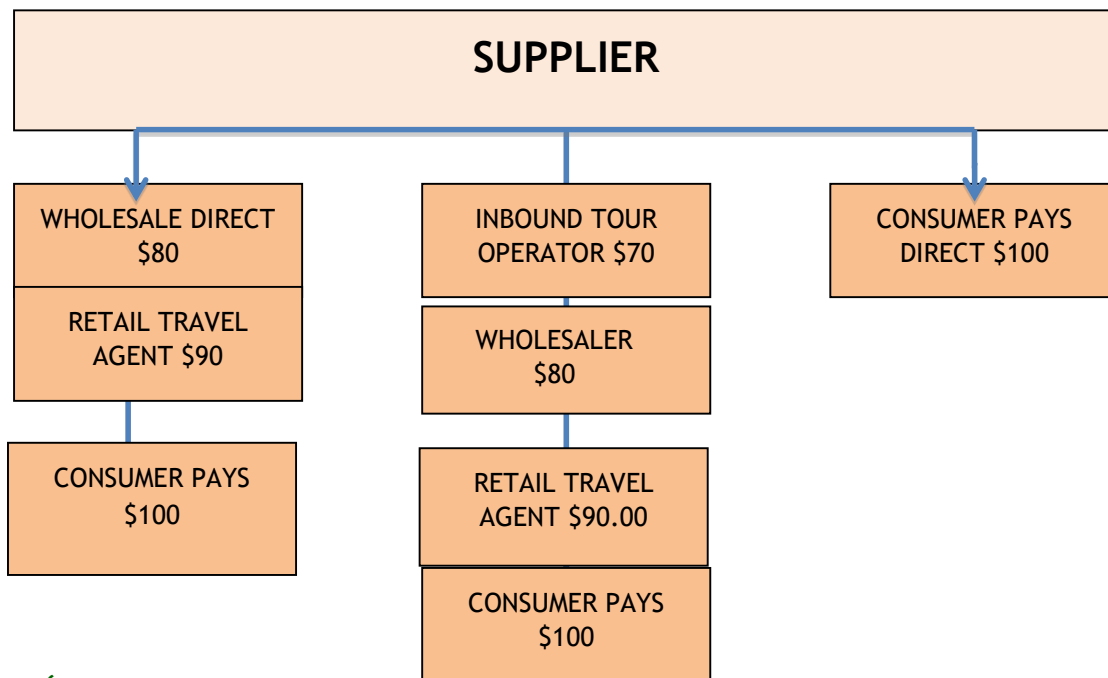 SUPPLIER
WHOLESALE DIRECT
$80
RETAIL TRAVEL
AGENT $90
CONSUMER PAYS
$100
INBOUND TOUR
OPERATOR $70
WHOLESALER
$80
RETAIL TRAVEL
AGENT $90.00
CONSUMER PAYS
$100
CONSUMER PAYS
DIRECT $100